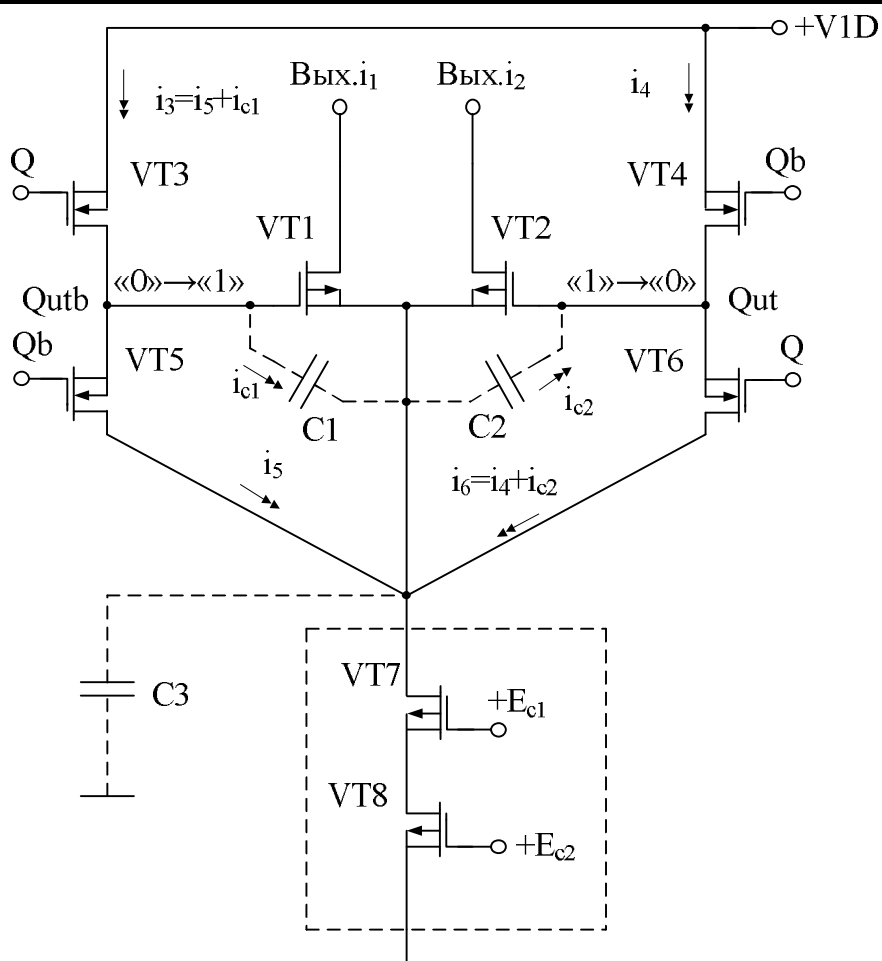 +V1D
Вых.i1
Вых.i2
i3=i5+ic1
i4
Q
VT3
VT4
Qb
VT1
VT2
«0»→«1»
«1»→«0»
Qutb
Qut
Qb
VT5
VT6
Q
ic1
C1
C2
ic2
i5
i6=i4+ic2
C3
VT7
+Ec1
VT8
+Ec2